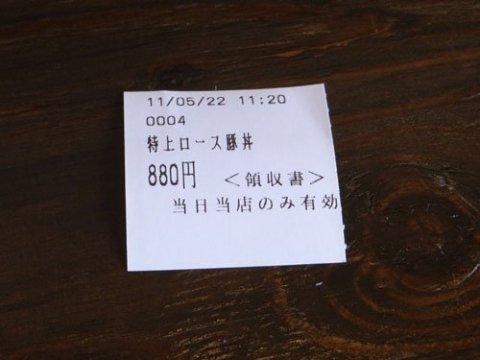 11/05/22 11:20
0004
特上ロース豚丼
880円 ＜領収書＞
当日当店のみ有効